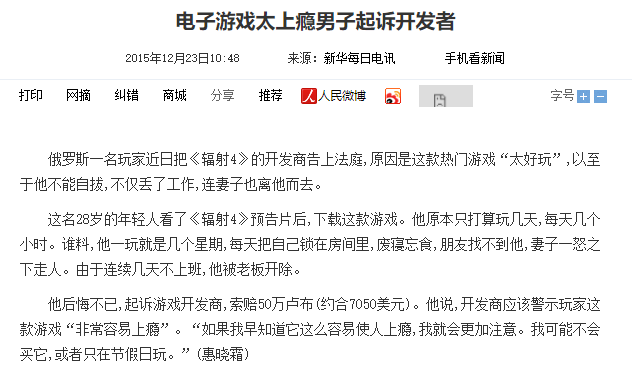 电子游戏太上瘾男子起诉开发者
2015年12月23日10:48 来源：新华每日电讯 手机看新闻
打印 网摘 纠错 商城 分享 推荐 人民微博 字号
俄罗斯一名玩家近日把《辐射4》的开发商告上法庭,原因是这款热门游戏“太好玩”,以至
于他不能自拔,不仅丢了工作,连妻子也离他而去。
这名28岁的年轻人看了《辐射4》预告片后,下载这款游戏。他原本只打算玩几天,每天几个
小时。谁料,他一玩就是几个星期,每天把自己锁在房间里,废寝忘食,朋友找不到他,妻子一怒之
下走人。由于连续几天不上班,他被老板开除。
他后悔不已,起诉游戏开发商,索赔50万卢布(约合7050美元)。他说,开发商应该警示玩家这
款游戏“非常容易上瘾”。“如果我早知道它这么容易使人上瘾,我就会更加注意。我可能不会
买它,或者只在节假日玩。”(惠晓霜)